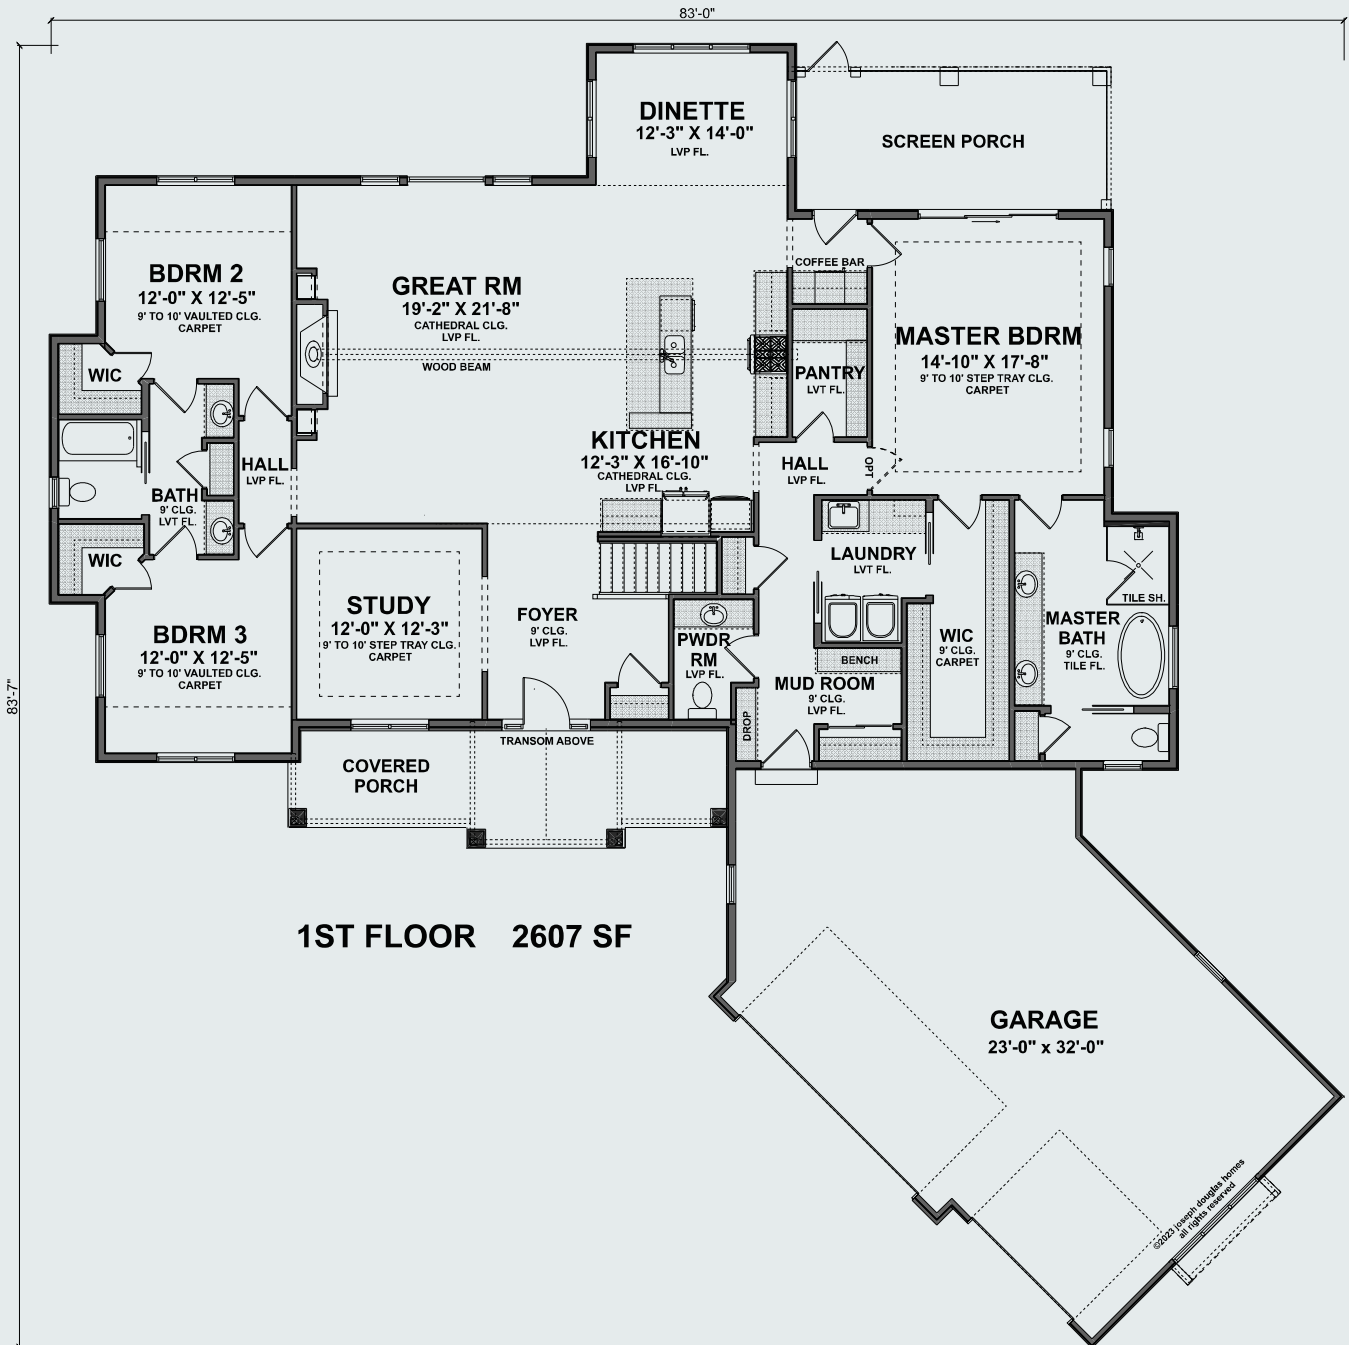 83'-0"
DINETTE
12'-3" X 14'-0"
LVP FL.
SCREEN PORCH
BDRM 2
12'-0" X 12'-5"
9' TO 10' VAULTED CLG.
CARPET
GREAT RM
19'-2" X 21'-8"
CATHEDRAL CLG.
LVP FL.
WOOD BEAM
COFFEE BAR
MASTER BDRM
14'-10" X 17'-8"
9' TO 10' STEP TRAY CLG.
CARPET
PANTRY
LVT FL.
WIC
KITCHEN
12'-3" X 16'-10"
CATHEDRAL CLG.
LVP FL.
HALL
LVP FL.
HALL
LVP FL.
OPT
BATH
9' CLG.
LVT FL.
WIC
LAUNDRY
LVT FL.
STUDY
12'-0" X 12'-3"
9' TO 10' STEP TRAY CLG.
CARPET
FOYER
9' CLG.
LVP FL.
TILE SH.
MASTER
BATH
9' CLG.
TILE FL.
WIC
9' CLG.
CARPET
BDRM 3
12'-0" X 12'-5"
9' TO 10' VAULTED CLG.
CARPET
PWDR
RM
LVP FL.
BENCH
MUD ROOM
9' CLG.
LVP FL.
DROP
83'-7"
TRANSOM ABOVE
COVERED
PORCH
1ST FLOOR 2607 SF
GARAGE
23'-0" x 32'-0"
©2023 joseph douglas homes
all rights reserved